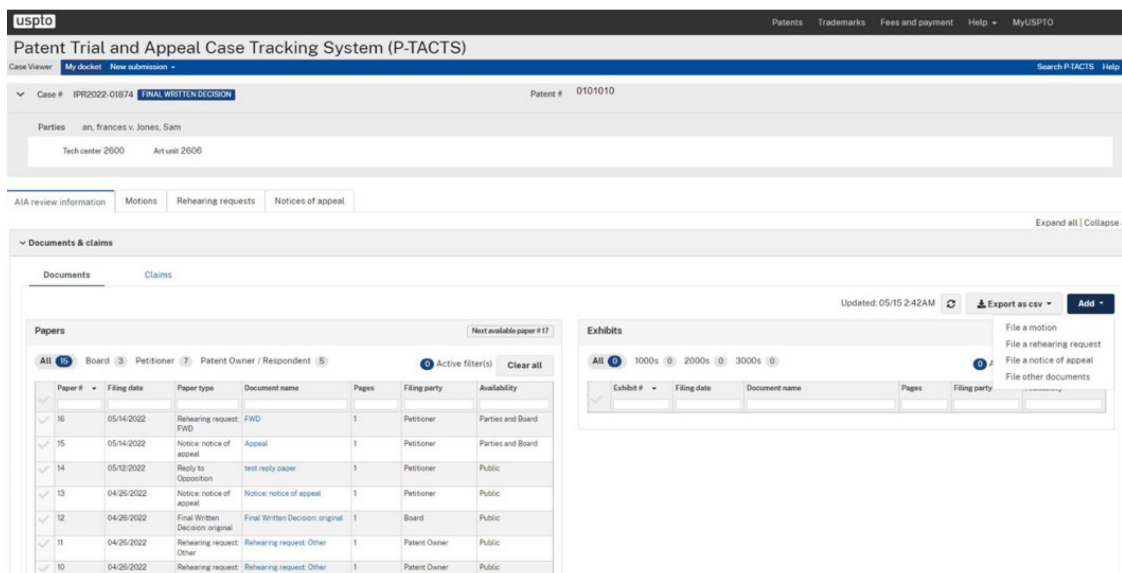 uspto
Patents Trademarks Fees and payment Help MyUSPTO
Patent Trial and Appeal Case Tracking System (P-TACTS)
Case Viewer My docket New submission Search P-TACTS Help
Case # IPR2022-01874 FINAL WRITTEN DECISION Patent # 0101010
Parties an, frances v. Jones, Sam
Tech center 2600 Art unit 2606
AIA review information Motions Rehearing requests Notices of appeal
Expand all | Collapse
Documents & claims
Documents Claims
Updated: 05/15 2:42AM Export as csv Add
File a motion
File a rehearing request
File a notice of appeal
File other documents
Papers Next available paper # 17
All 15 Board 3 Petitioner 7 Patent Owner / Respondent 5 0 Active filter(s) Clear all
Paper # Filing date Paper type Document name Pages Filing party Availability
16 05/14/2022 Rehearing request: FWD FWD 1 Petitioner Parties and Board
15 05/14/2022 Notice: notice of appeal Appeal 1 Petitioner Parties and Board
14 05/12/2022 Reply to Opposition test reply paper 1 Petitioner Public
13 04/26/2022 Notice: notice of appeal Notice: notice of appeal 1 Petitioner Public
12 04/26/2022 Final Written Decision: original Final Written Decision: original 1 Board Public
11 04/26/2022 Rehearing request: Other Rehearing request: Other 1 Patent Owner Public
10 04/26/2022 Rehearing request: Rehearing request: Other 1 Patent Owner Public
Exhibits
All 0 1000s 0 2000s 0 3000s 0 0
Exhibit # Filing date Document name Pages Filing party